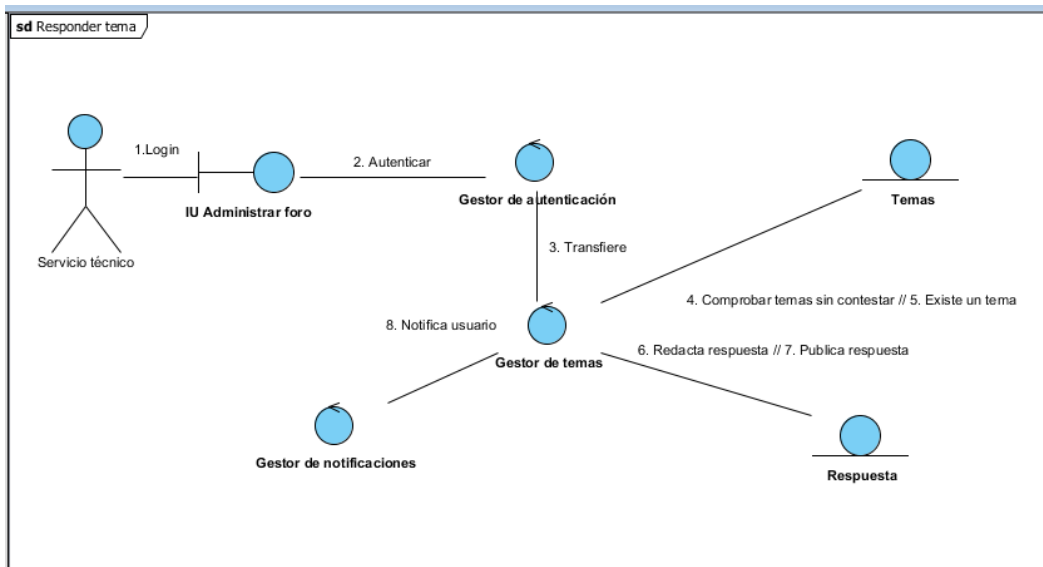 sd Responder tema
1.Login
2. Autenticar
IU Administrar foro
Gestor de autenticación
Temas
Servicio técnico
3. Transfiere
4. Comprobar temas sin contestar // 5. Existe un tema
8. Notifica usuario
6. Redacta respuesta // 7. Publica respuesta
Gestor de temas
Gestor de notificaciones
Respuesta